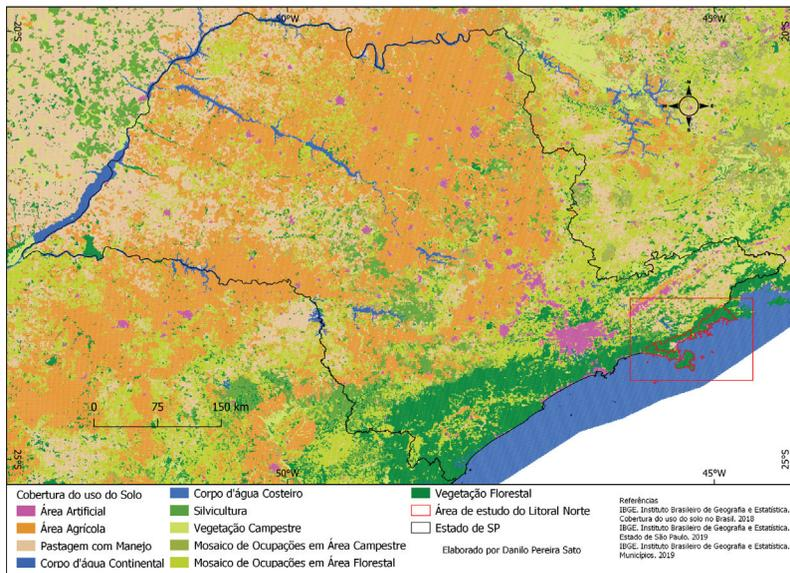 20°S
50°W
45°W
20°S
0 75 150 km
25°S
50°W
45°W
25°S
Cobertura do uso do Solo
Área Artificial
Área Agrícola
Pastagem com Manejo
Corpo d'água Continental
Corpo d'água Costeiro
Silvicultura
Vegetação Campestre
Mosaico de Ocupações em Área Campestre
Mosaico de Ocupações em Área Florestal
Vegetação Florestal
Área de estudo do Litoral Norte
Estado de SP
Elaborado por Danilo Pereira Sato
Referências
IBGE. Instituto Brasileiro de Geografia e Estatística.
Cobertura do uso do solo no Brasil. 2018
IBGE. Instituto Brasileiro de Geografia e Estatística.
Estado de São Paulo. 2019
IBGE. Instituto Brasileiro de Geografia e Estatística.
Municípios. 2019